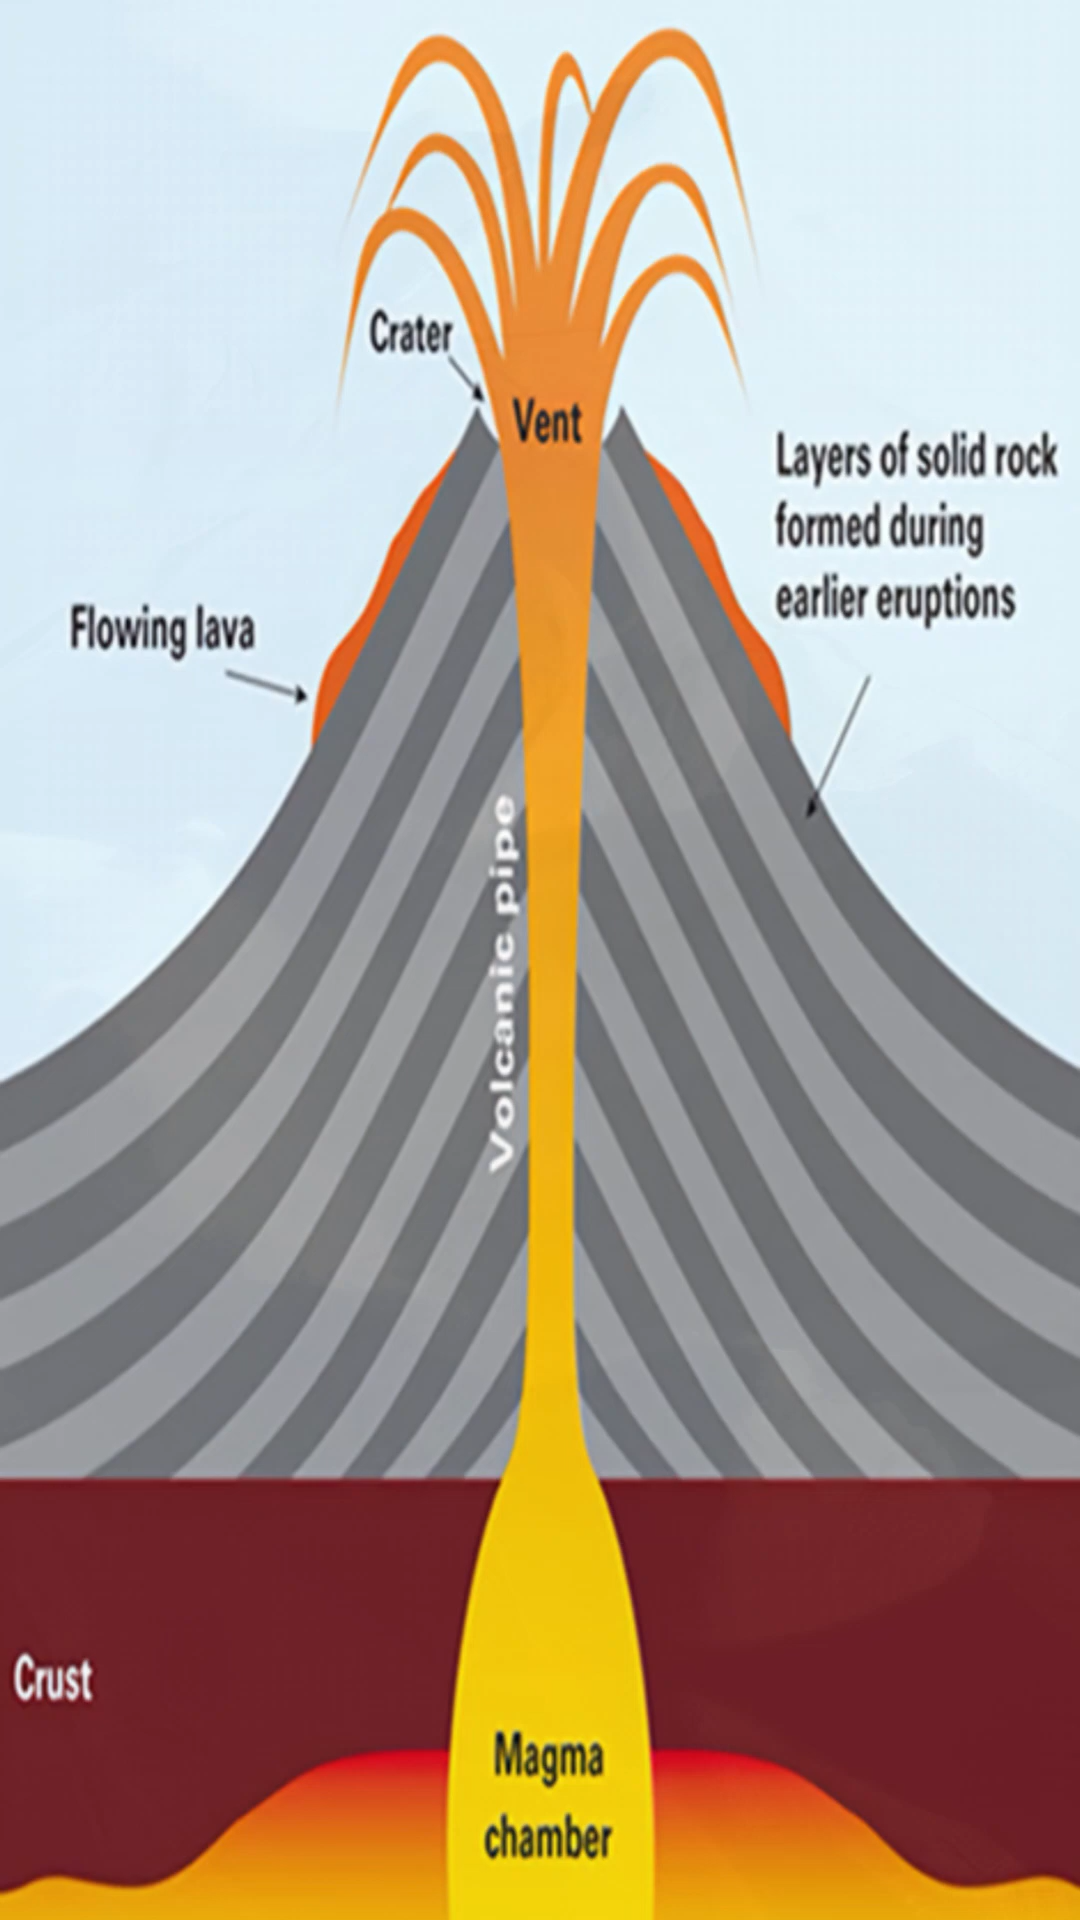 Crater
Vent
Layers of solid rock
formed during
earlier eruptions
Flowing lava
Volcanic pipe
Crust
Magma
chamber